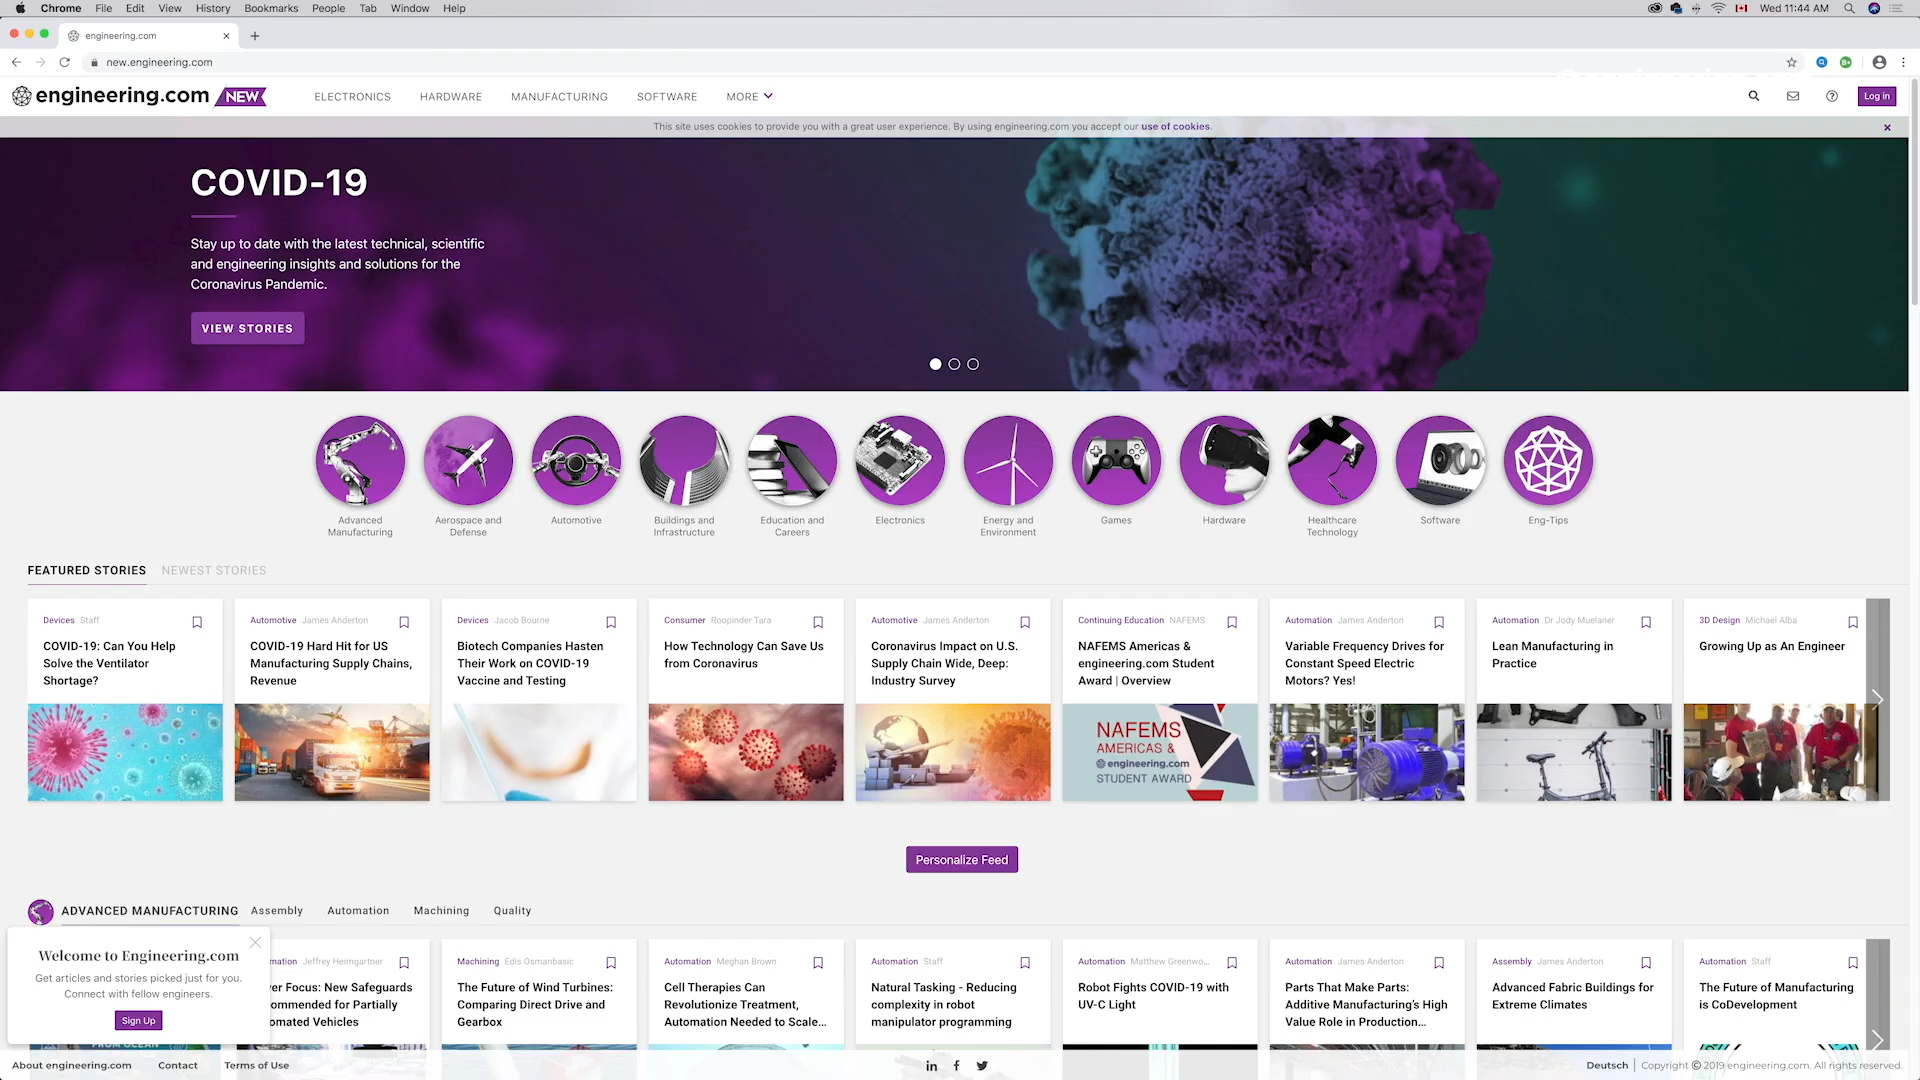 Chrome File Edit View History Bookmarks People Tab Window Help
Wed 11:44 AM
engineering.com
new.engineering.com
engineering.com NEW
ELECTRONICS HARDWARE MANUFACTURING SOFTWARE MORE
Log in
This site uses cookies to provide you with a great user experience. By using engineering.com you accept our use of cookies.
COVID-19
Stay up to date with the latest technical, scientific
and engineering insights and solutions for the
Coronavirus Pandemic.
VIEW STORIES
Advanced
Manufacturing
Aerospace and
Defense
Automotive
Buildings and
Infrastructure
Education and
Careers
Electronics
Energy and
Environment
Games
Hardware
Healthcare
Technology
Software
Eng-Tips
FEATURED STORIES NEWEST STORIES
Devices Staff
COVID-19: Can You Help
Solve the Ventilator
Shortage?
Automotive James Anderton
COVID-19 Hard Hit for US
Manufacturing Supply Chains,
Revenue
Devices Jacob Bourne
Biotech Companies Hasten
Their Work on COVID-19
Vaccine and Testing
Consumer Roopinder Tara
How Technology Can Save Us
from Coronavirus
Automotive James Anderton
Coronavirus Impact on U.S.
Supply Chain Wide, Deep:
Industry Survey
Continuing Education NAFEMS
NAFEMS Americas &
engineering.com Student
Award | Overview
NAFEMS
AMERICAS &
engineering.com
STUDENT AWARD
Automation James Anderton
Variable Frequency Drives for
Constant Speed Electric
Motors? Yes!
Automation Dr Jody Muelaner
Lean Manufacturing in
Practice
3D Design Michael Alba
Growing Up as An Engineer
Personalize Feed
ADVANCED MANUFACTURING Assembly Automation Machining Quality
Welcome to Engineering.com
Get articles and stories picked just for you.
Connect with fellow engineers.
Sign Up
mation Jeffrey Heimgartner
er Focus: New Safeguards
ommended for Partially
omated Vehicles
Machining Edis Osmanbasic
The Future of Wind Turbines:
Comparing Direct Drive and
Gearbox
Automation Meghan Brown
Cell Therapies Can
Revolutionize Treatment,
Automation Needed to Scale...
Automation Staff
Natural Tasking - Reducing
complexity in robot
manipulator programming
Automation Matthew Greenwo...
Robot Fights COVID-19 with
UV-C Light
Automation James Anderton
Parts That Make Parts:
Additive Manufacturing's High
Value Role in Production...
Assembly James Anderton
Advanced Fabric Buildings for
Extreme Climates
Automation Staff
The Future of Manufacturing
is CoDevelopment
About engineering.com Contact Terms of Use
Deutsch | Copyright © 2019 engineering.com. All rights reserved.